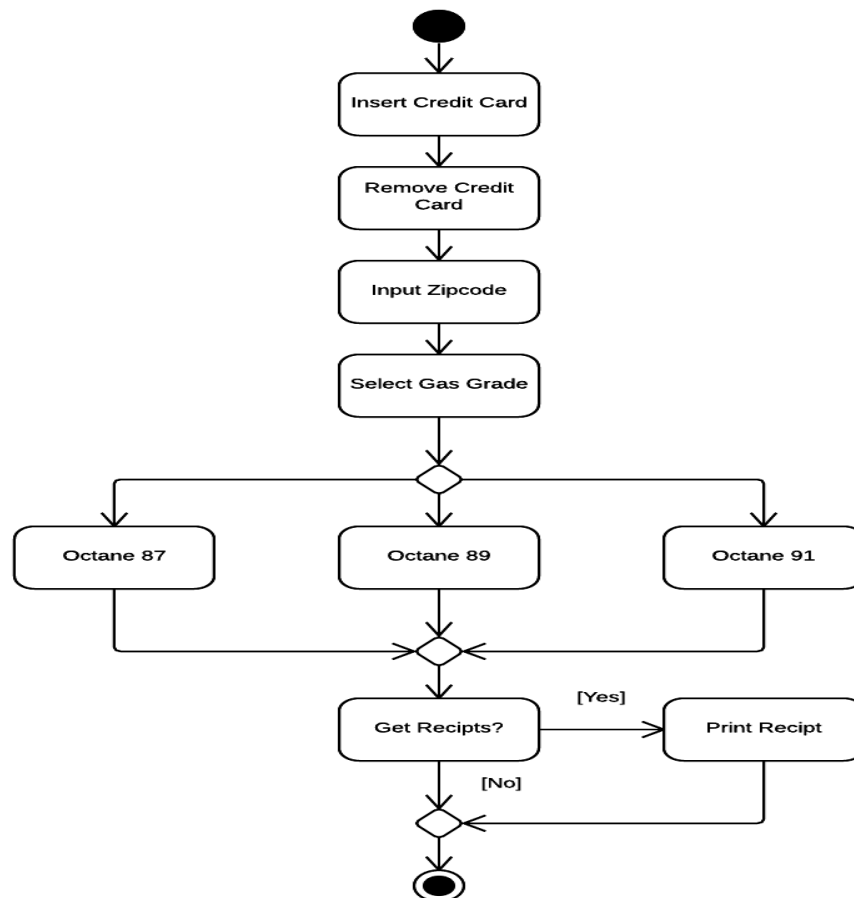 Insert Credit Card
Remove Credit
Card
Input Zipcode
Select Gas Grade
Octane 87
Octane 89
Octane 91
[Yes]
Get Recipts?
Print Recipt
[No]